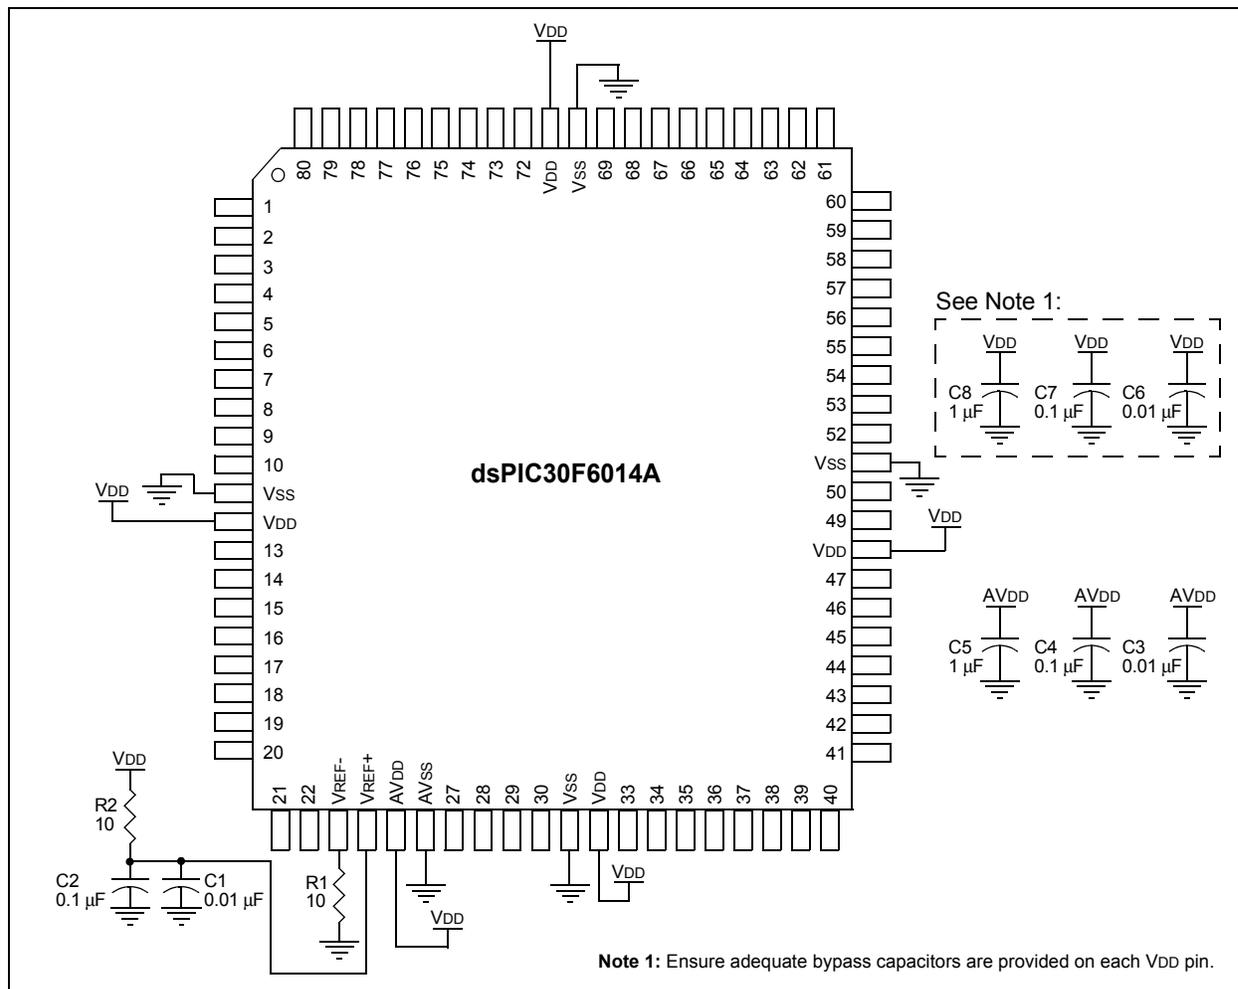 VDD
80 79 78 77 76 75 74 73 72 VDD VSS 69 68 67 66 65 64 63 62 61
1
2
3
4
5
6
7
8
9
10
VSS
VDD
13
14
15
16
17
18
19
20
VDD
dsPIC30F6014A
60
59
58
57
56
55
54
53
52
VSS
50
49
VDD
47
46
45
44
43
42
41
VDD
See Note 1:
VDD VDD VDD
C8 C7 C6
1 µF 0.1 µF 0.01 µF
AVDD AVDD AVDD
C5 C4 C3
1 µF 0.1 µF 0.01 µF
21 22 VREF- VREF+ AVDD AVSS 27 28 29 30 VSS VDD 33 34 35 36 37 38 39 40
VDD
R2
10
C2
0.1 µF
C1
0.01 µF
R1
10
VDD
VDD
Note 1: Ensure adequate bypass capacitors are provided on each VDD pin.